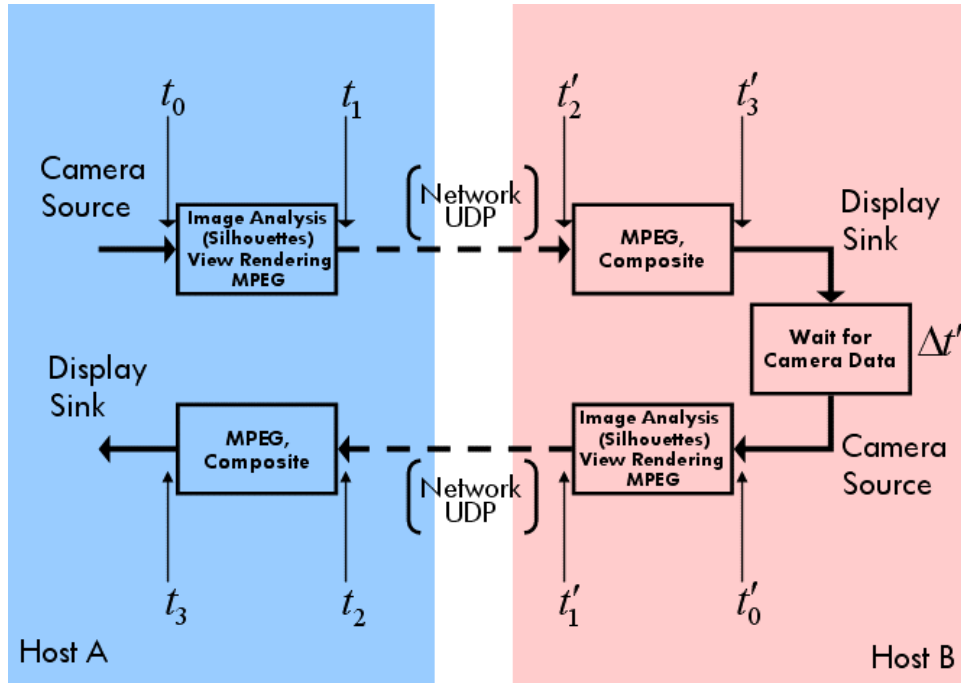 t₀
t₁
t′₂
t′₃
Camera
Source
Network
UDP
Image Analysis
(Silhouettes)
View Rendering
MPEG
MPEG,
Composite
Display
Sink
Wait for
Camera Data
Δt′
Display
Sink
MPEG,
Composite
Image Analysis
(Silhouettes)
View Rendering
MPEG
Camera
Source
Network
UDP
t₃
t₂
t′₁
t′₀
Host A
Host B